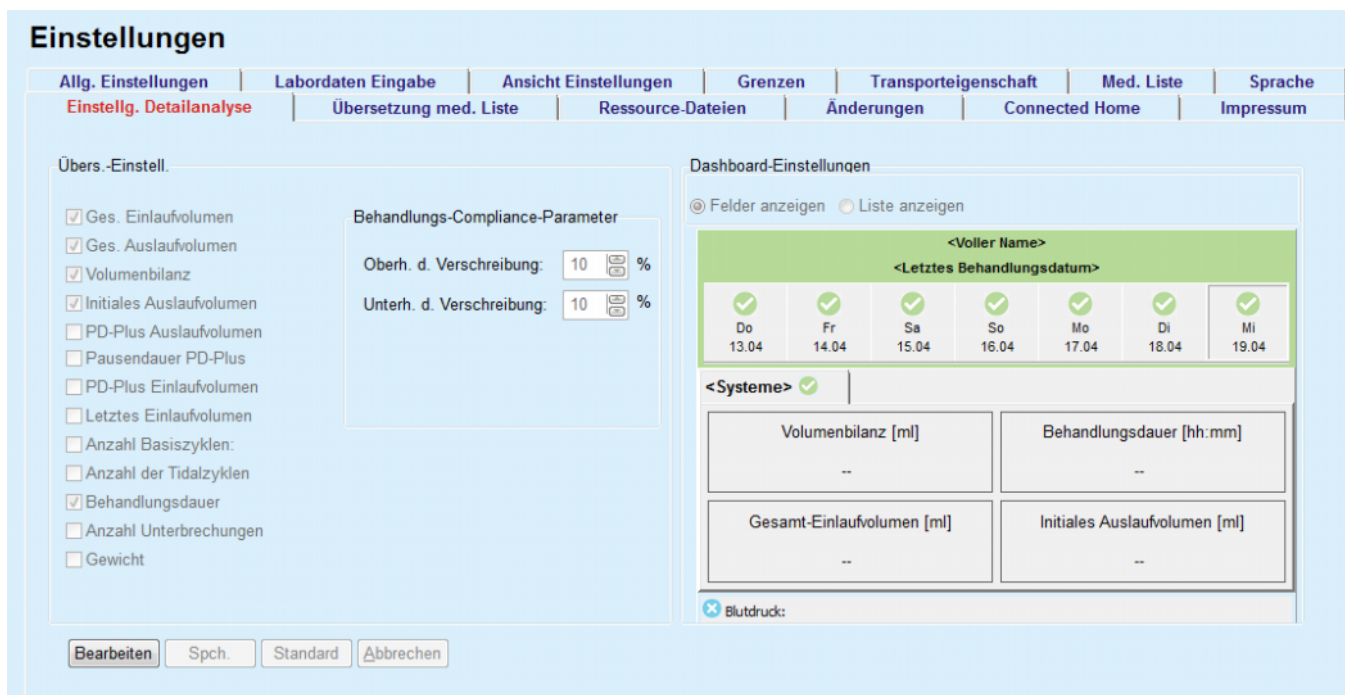 Einstellungen
Allg. Einstellungen Labordaten Eingabe Ansicht Einstellungen Grenzen Transporteigenschaft Med. Liste Sprache
Einstellg. Detailanalyse Übersetzung med. Liste Ressource-Dateien Änderungen Connected Home Impressum
Übers.-Einstell.
Ges. Einlaufvolumen
Ges. Auslaufvolumen
Volumenbilanz
Initiales Auslaufvolumen
PD-Plus Auslaufvolumen
Pausendauer PD-Plus
PD-Plus Einlaufvolumen
Letztes Einlaufvolumen
Anzahl Basiszyklen:
Anzahl der Tidalzyklen
Behandlungsdauer
Anzahl Unterbrechungen
Gewicht
Behandlungs-Compliance-Parameter
Oberh. d. Verschreibung: 10 %
Unterh. d. Verschreibung: 10 %
Dashboard-Einstellungen
Felder anzeigen Liste anzeigen
<Voller Name>
<Letztes Behandlungsdatum>
Do Fr Sa So Mo Di Mi
13.04 14.04 15.04 16.04 17.04 18.04 19.04
<Systeme>
Volumenbilanz [ml] Behandlungsdauer [hh:mm]
-- --
Gesamt-Einlaufvolumen [ml] Initiales Auslaufvolumen [ml]
-- --
Blutdruck:
Bearbeiten Spch. Standard Abbrechen